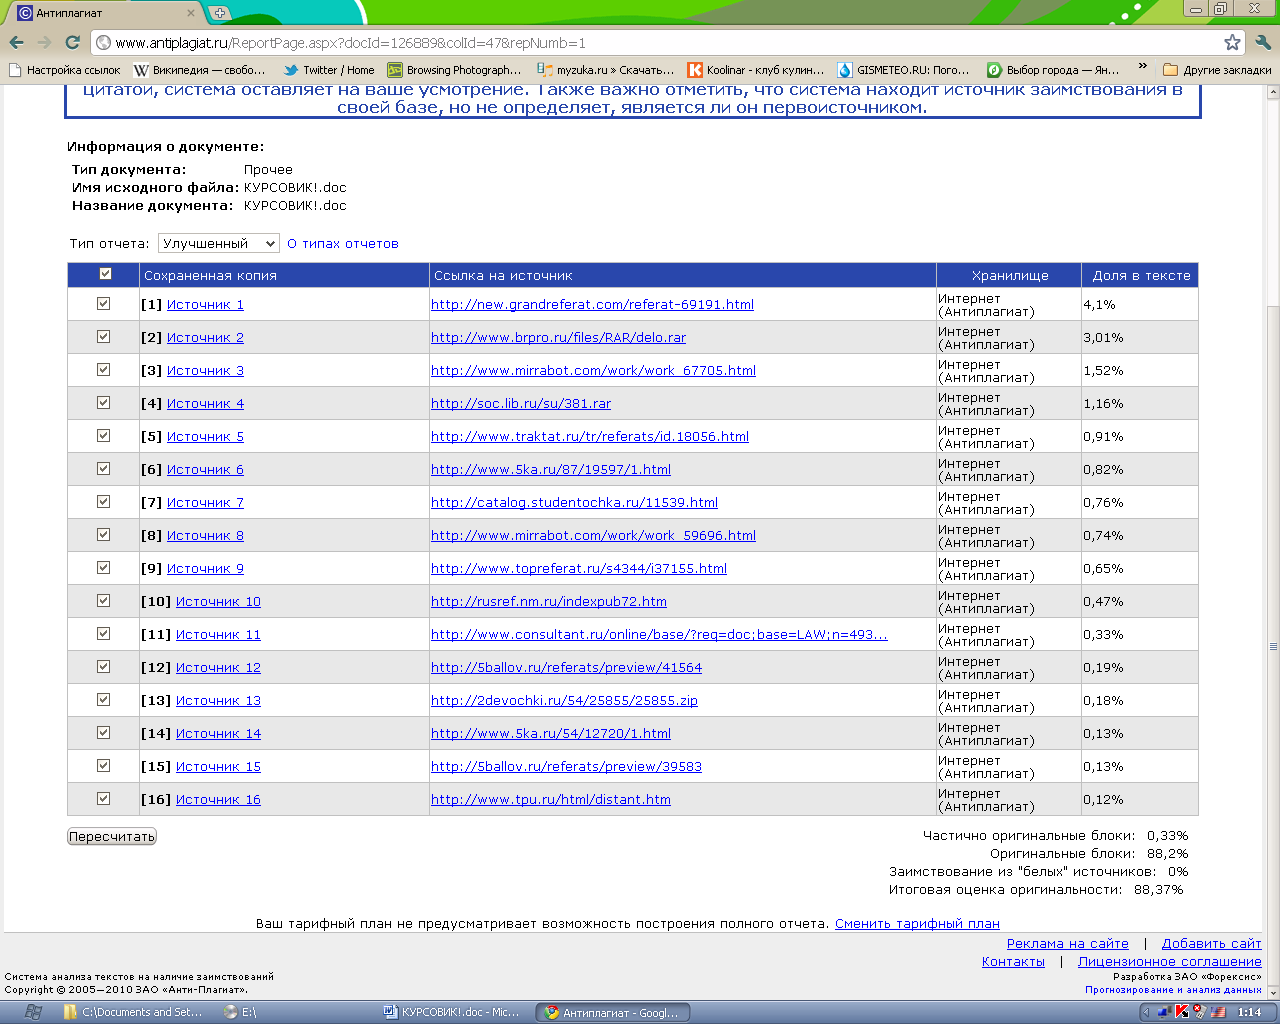 Антиплагиат
www.antiplagiat.ru/ReportPage.aspx?docId=126889&colId=47&repNumb=1
Настройка ссылок Википедия — свобо... Twitter / Home Browsing Photograph... myzuka.ru » Скачать... Koolinar - клуб кулин... GISMETEO.RU: Пого... Выбор города — Ян... » Другие закладки
цитатой, система оставляет на ваше усмотрение. Также важно отметить, что система находит источник заимствования в
своей базе, но не определяет, является ли он первоисточником.
Информация о документе:
Тип документа: Прочее
Имя исходного файла: КУРСОВИК!.doc
Название документа: КУРСОВИК!.doc
Тип отчета: Улучшенный О типах отчетов
Сохраненная копия Ссылка на источник Хранилище Доля в тексте
[1] Источник 1 http://new.grandreferat.com/referat-69191.html Интернет (Антиплагиат) 4,1%
[2] Источник 2 http://www.brpro.ru/files/RAR/delo.rar Интернет (Антиплагиат) 3,01%
[3] Источник 3 http://www.mirrabot.com/work/work_67705.html Интернет (Антиплагиат) 1,52%
[4] Источник 4 http://soc.lib.ru/su/381.rar Интернет (Антиплагиат) 1,16%
[5] Источник 5 http://www.traktat.ru/tr/referats/id.18056.html Интернет (Антиплагиат) 0,91%
[6] Источник 6 http://www.5ka.ru/87/19597/1.html Интернет (Антиплагиат) 0,82%
[7] Источник 7 http://catalog.studentochka.ru/11539.html Интернет (Антиплагиат) 0,76%
[8] Источник 8 http://www.mirrabot.com/work/work_59696.html Интернет (Антиплагиат) 0,74%
[9] Источник 9 http://www.topreferat.ru/s4344/i37155.html Интернет (Антиплагиат) 0,65%
[10] Источник 10 http://rusref.nm.ru/indexpub72.htm Интернет (Антиплагиат) 0,47%
[11] Источник 11 http://www.consultant.ru/online/base/?req=doc;base=LAW;n=493... Интернет (Антиплагиат) 0,33%
[12] Источник 12 http://5ballov.ru/referats/preview/41564 Интернет (Антиплагиат) 0,19%
[13] Источник 13 http://2devochki.ru/54/25855/25855.zip Интернет (Антиплагиат) 0,18%
[14] Источник 14 http://www.5ka.ru/54/12720/1.html Интернет (Антиплагиат) 0,13%
[15] Источник 15 http://5ballov.ru/referats/preview/39583 Интернет (Антиплагиат) 0,13%
[16] Источник 16 http://www.tpu.ru/html/distant.htm Интернет (Антиплагиат) 0,12%
Пересчитать
Частично оригинальные блоки: 0,33%
Оригинальные блоки: 88,2%
Заимствование из "белых" источников: 0%
Итоговая оценка оригинальности: 88,37%
Ваш тарифный план не предусматривает возможность построения полного отчета. Сменить тарифный план
Реклама на сайте | Добавить сайт
Контакты | Лицензионное соглашение
Система анализа текстов на наличие заимствований
Copyright © 2005—2010 ЗАО «Анти-Плагиат».
Разработка ЗАО «Форексис»
Прогнозирование и анализ данных
C:\Documents and Set... E:\ КУРСОВИК!.doc - Mic... Антиплагиат - Googl... 1:14